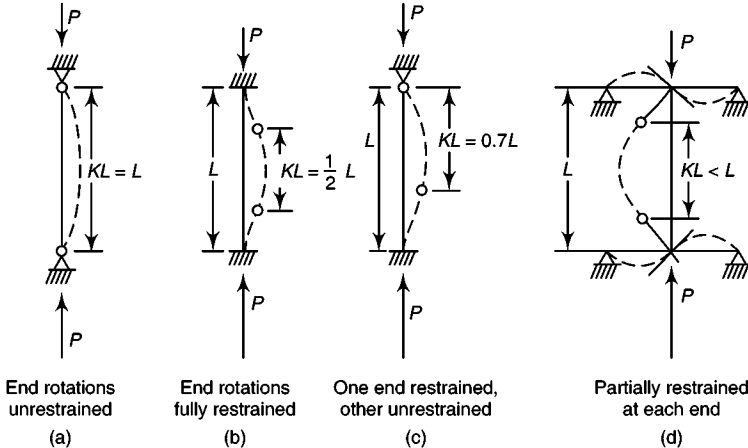 P
P
P
P
KL = L
L
KL = 1/2 L
L
KL = 0.7L
L
KL < L
P
P
P
P
End rotations
unrestrained
(a)
End rotations
fully restrained
(b)
One end restrained,
other unrestrained
(c)
Partially restrained
at each end
(d)